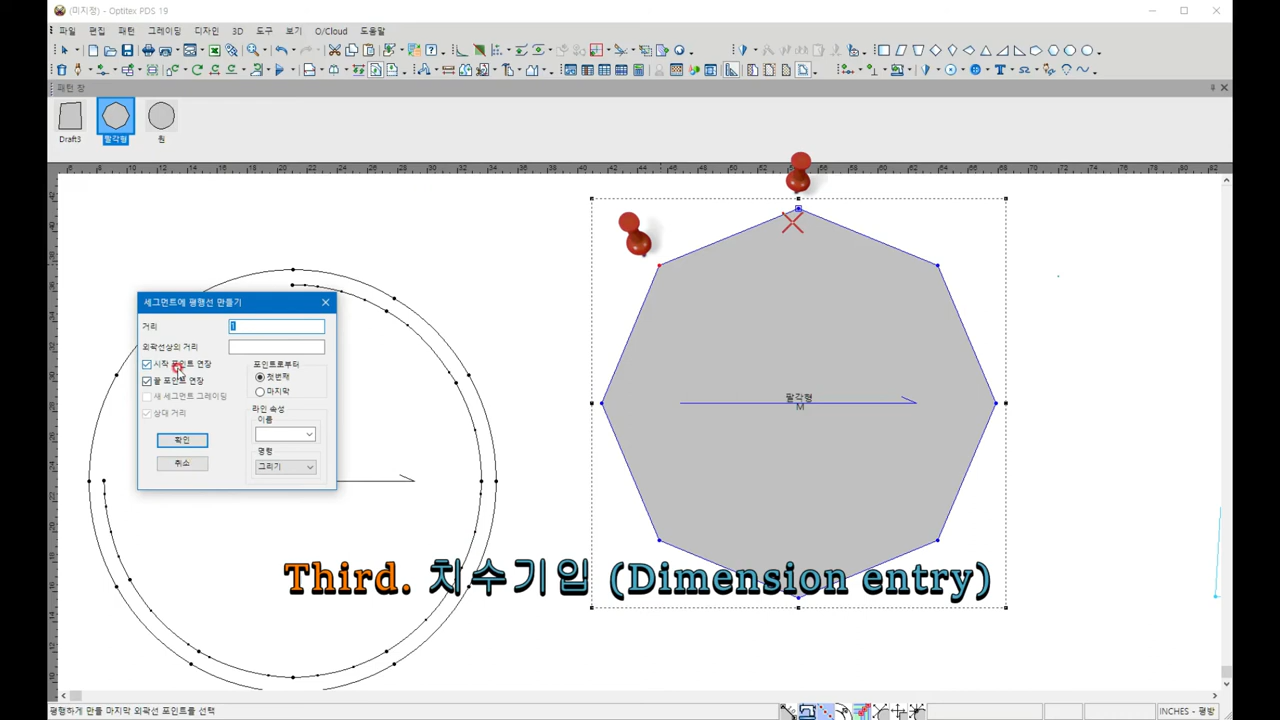 (미지정) - Optitex PDS 19
파일 편집 패턴 그레이딩 디자인 3D 도구 보기 O/Cloud 도움말
패턴 창
Draft3 팔각형 원
세그먼트에 평행선 만들기
거리 1
외곽선상의 거리
시작 포인트 연장
끝 포인트 연장
새 세그먼트 그레이딩
상대 거리
포인트로부터
첫번째
마지막
라인 속성
이름
명령
그리기
확인
취소
팔각형
M
Third. 치수기입 (Dimension entry)
평행하게 만들 마지막 외곽선 포인트를 선택
INCHES - 평방